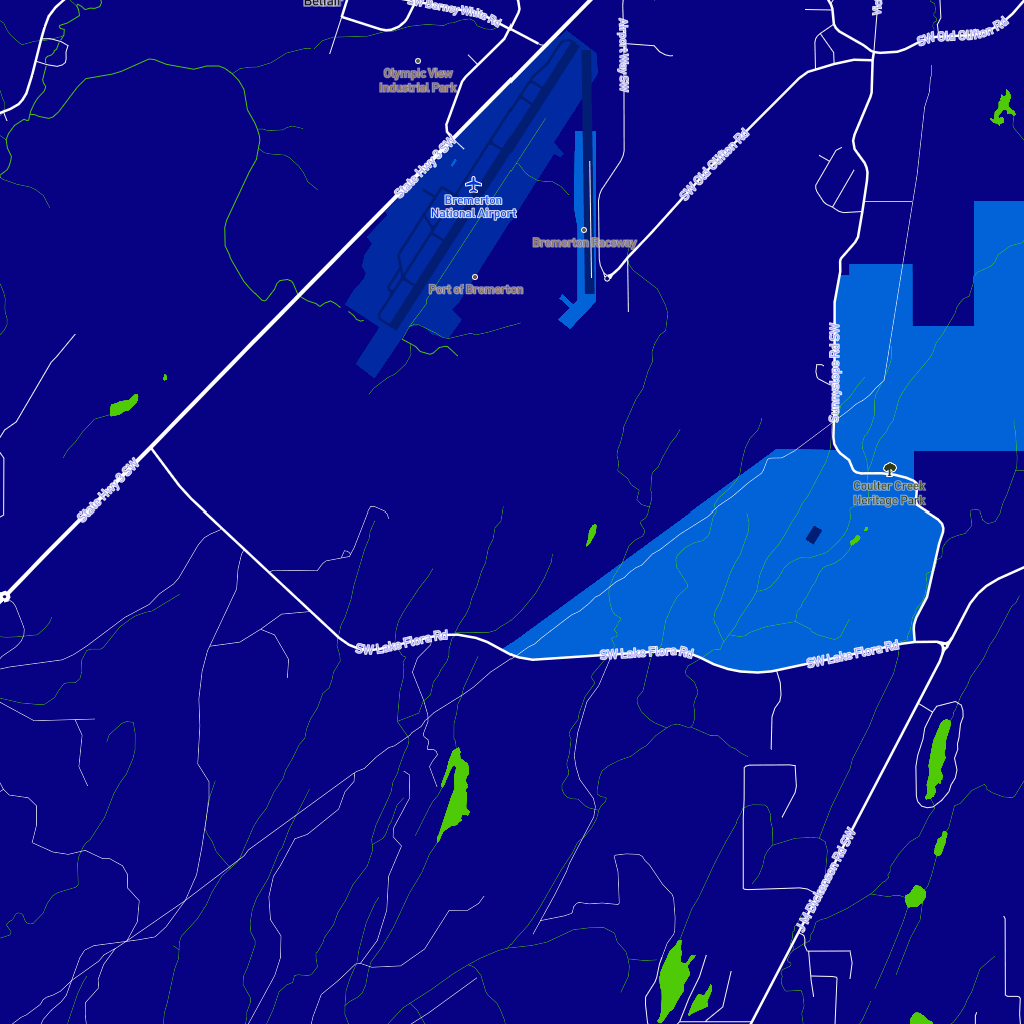 Belfair
SW Barney White Rd
Airport Way SW
SW Old Clifton Rd
Olympic View
Industrial Park
State Hwy 3 SW
SW Old Clifton Rd
Bremerton
National Airport
Bremerton Raceway
Port of Bremerton
Sunnyslope Rd SW
State Hwy 3 SW
Coulter Creek
Heritage Park
SW Lake Flora Rd
SW Lake Flora Rd
SW Lake Flora Rd
J M Dickenson Rd SW